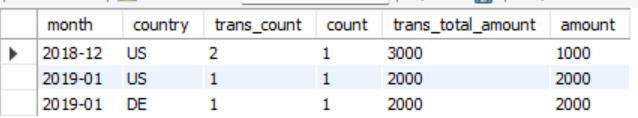 month country trans_count count trans_total_amount amount
2018-12 US 2 1 3000 1000
2019-01 US 1 1 2000 2000
2019-01 DE 1 1 2000 2000